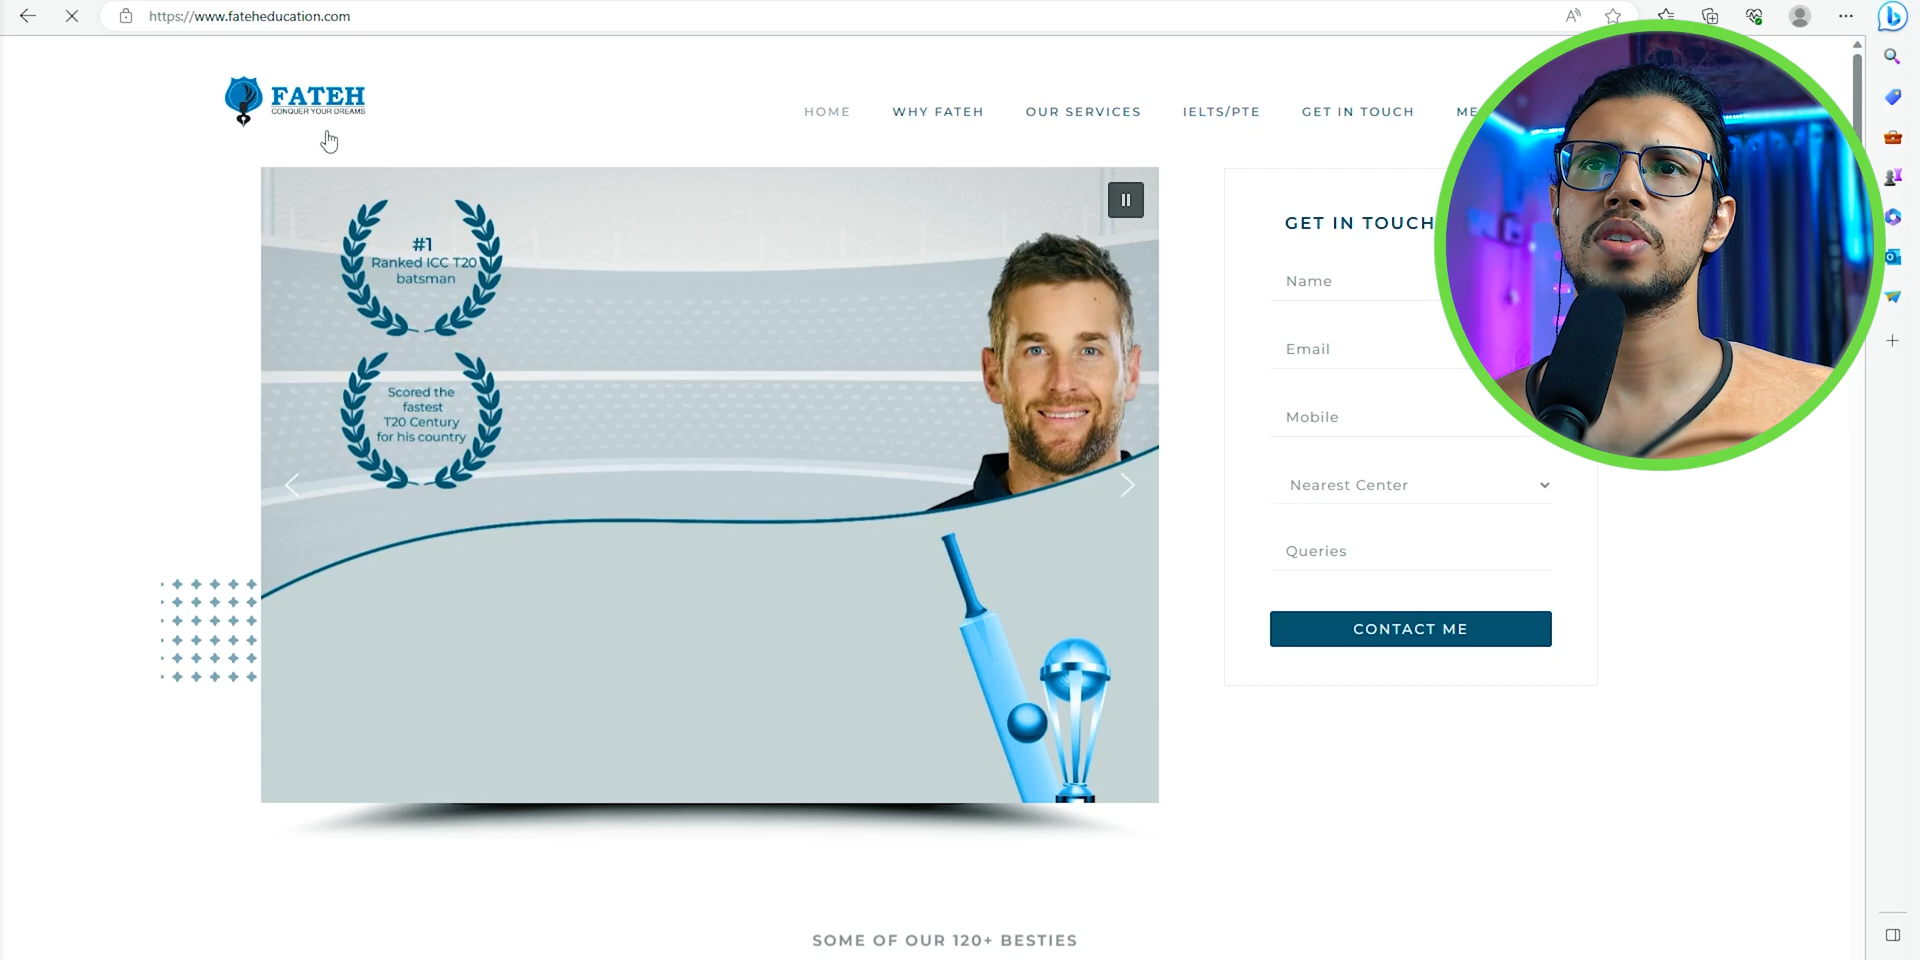 https://www.fateheducation.com
FATEH
CONQUER YOUR DREAMS
HOME
WHY FATEH
OUR SERVICES
IELTS/PTE
GET IN TOUCH
#1
Ranked ICC T20
batsman
Scored the
fastest
T20 Century
for his country
GET IN TOUCH
Name
Email
Mobile
Nearest Center
Queries
CONTACT ME
SOME OF OUR 120+ BESTIES